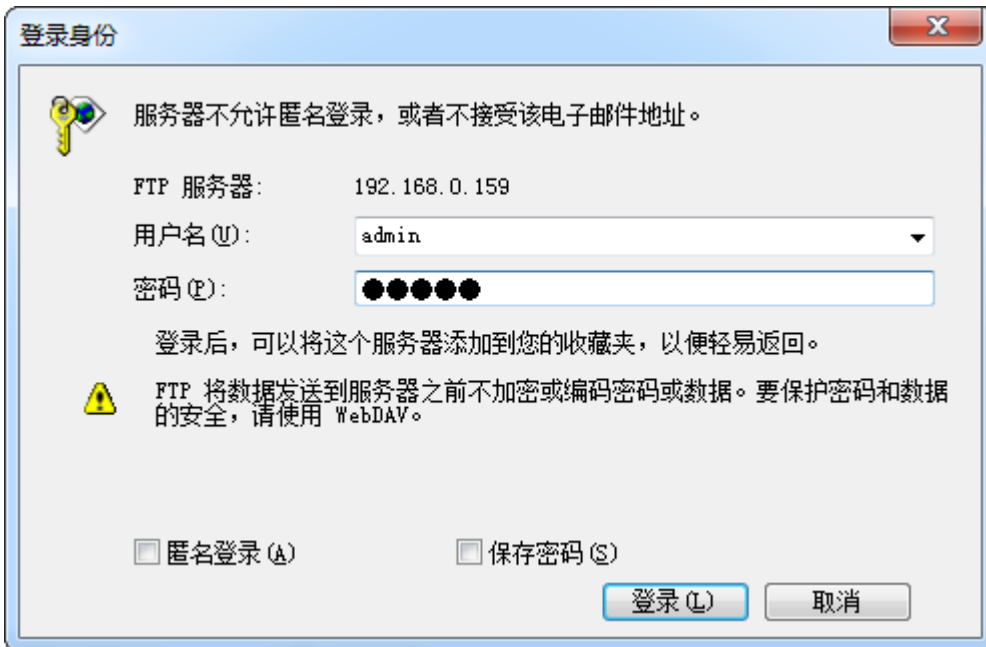 登录身份
服务器不允许匿名登录，或者不接受该电子邮件地址。
FTP 服务器: 192.168.0.159
用户名(U): admin
密码(P): ●●●●●
登录后，可以将这个服务器添加到您的收藏夹，以便轻易返回。
FTP 将数据发送到服务器之前不加密或编码密码或数据。要保护密码和数据
的安全，请使用 WebDAV。
匿名登录(A) 保存密码(S)
登录(L) 取消